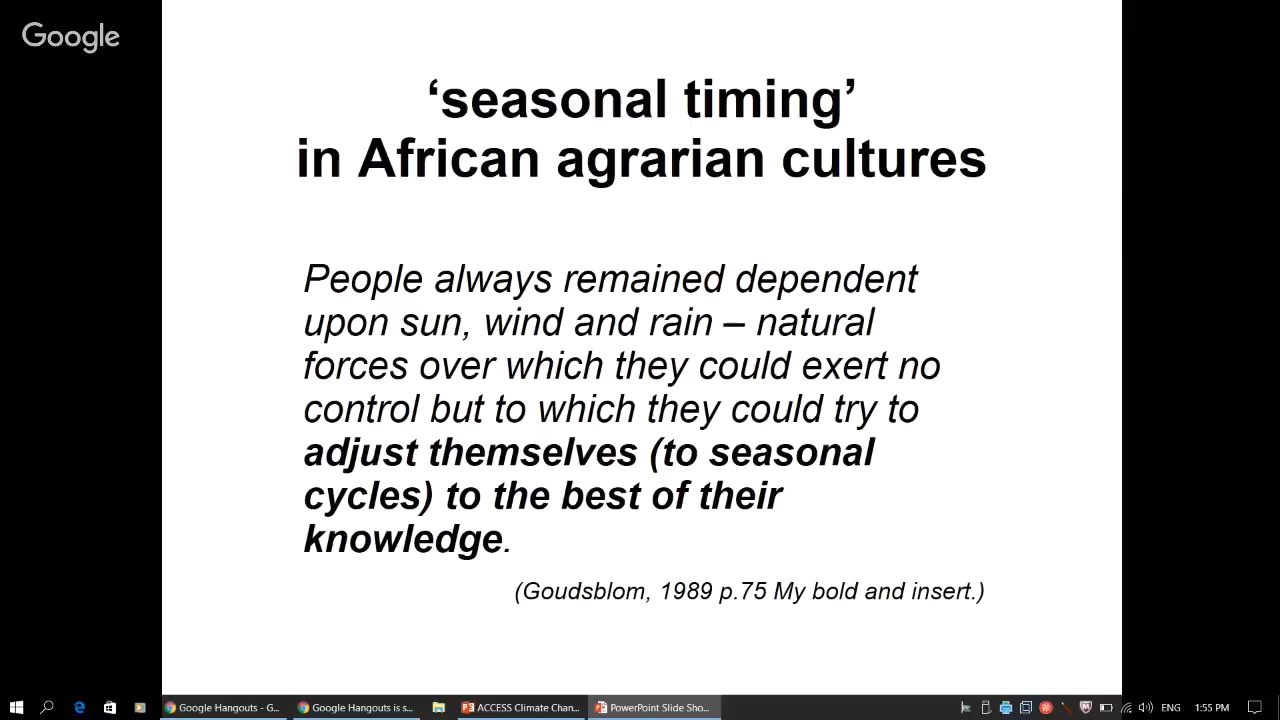 Google
‘seasonal timing’
in African agrarian cultures
People always remained dependent
upon sun, wind and rain – natural
forces over which they could exert no
control but to which they could try to
adjust themselves (to seasonal
cycles) to the best of their
knowledge.
(Goudsblom, 1989 p.75 My bold and insert.)
Google Hangouts - G...
Google Hangouts is s...
ACCESS Climate Chan...
PowerPoint Slide Sho...
ENG
1:55 PM